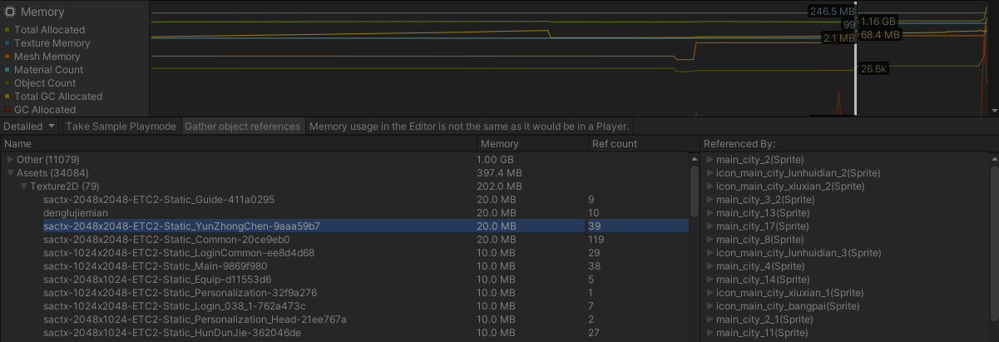 Memory
Total Allocated
Texture Memory
Mesh Memory
Material Count
Object Count
Total GC Allocated
GC Allocated
246.5 MB
99
2.1 MB
1.16 GB
68.4 MB
26.6k
Detailed Take Sample Playmode Gather object references Memory usage in the Editor is not the same as it would be in a Player.
Name Memory Ref count Referenced By:
Other (11079) 1.00 GB main_city_2(Sprite)
Assets (34084) 397.4 MB icon_main_city_lunhuidian_2(Sprite)
Texture2D (79) 202.0 MB icon_main_city_xiuxian_2(Sprite)
sactx-2048x2048-ETC2-Static_Guide-411a0295 20.0 MB 9 main_city_3_2(Sprite)
denglujiemian 20.0 MB 10 main_city_13(Sprite)
sactx-2048x2048-ETC2-Static_YunZhongChen-9aaa59b7 20.0 MB 39 main_city_17(Sprite)
sactx-2048x2048-ETC2-Static_Common-20ce9eb0 20.0 MB 119 main_city_8(Sprite)
sactx-1024x2048-ETC2-Static_LoginCommon-ee8d4d68 10.0 MB 29 icon_main_city_lunhuidian_3(Sprite)
sactx-1024x2048-ETC2-Static_Main-9869f980 10.0 MB 38 main_city_4(Sprite)
sactx-2048x1024-ETC2-Static_Equip-d11553d6 10.0 MB 5 main_city_14(Sprite)
sactx-1024x2048-ETC2-Static_Personalization-32f9a276 10.0 MB 1 icon_main_city_xiuxian_1(Sprite)
sactx-1024x2048-ETC2-Static_Login_038_1-762a473c 10.0 MB 7 icon_main_city_bangpai(Sprite)
sactx-2048x1024-ETC2-Static_Personalization_Head-21ee767a 10.0 MB 2 main_city_2_1(Sprite)
sactx-2048x1024-ETC2-Static_HunDunJie-362046de 10.0 MB 27 main_city_11(Sprite)